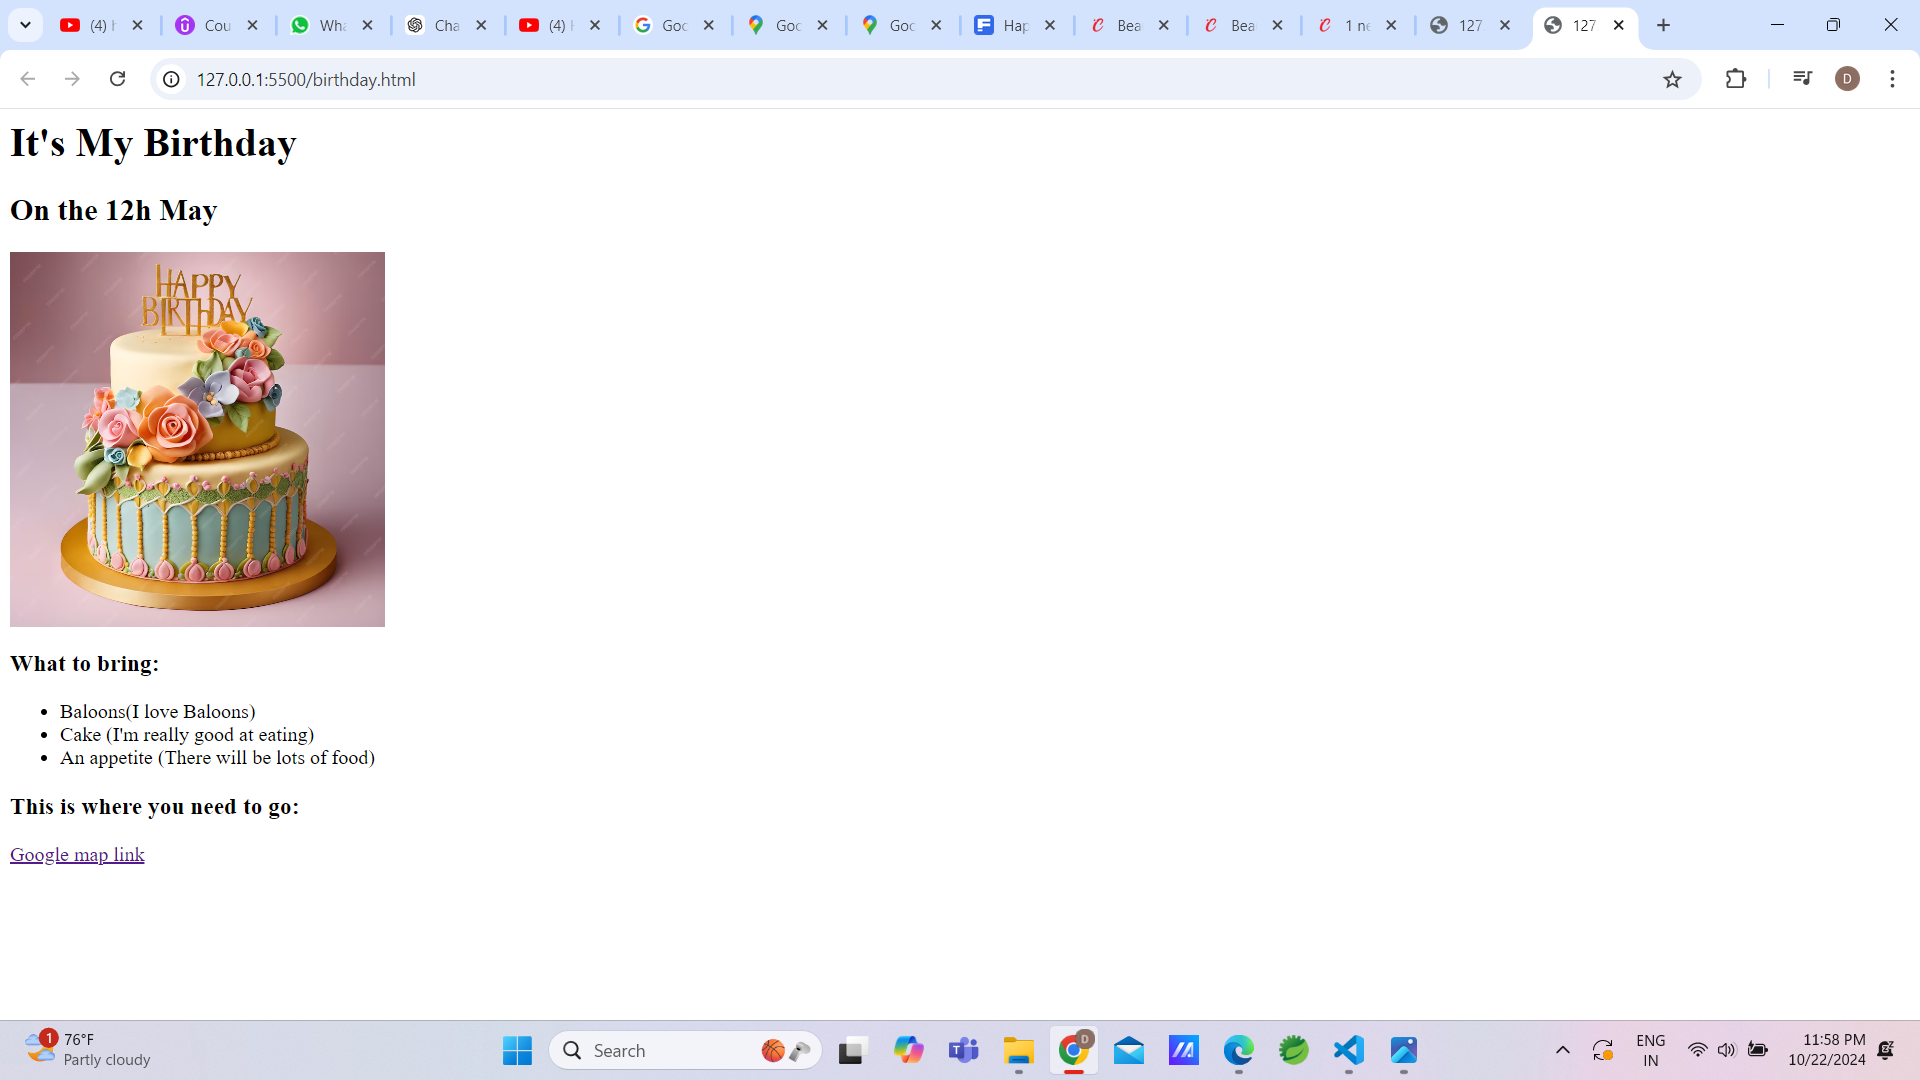 (4) h
Cou
Wha
Cha
(4) H
Goo
Goo
Goo
Hap
Bea
Bea
1 ne
127
127
127.0.0.1:5500/birthday.html
D
It's My Birthday
On the 12h May
HAPPY
BIRTHDAY
What to bring:
Baloons(I love Baloons)
Cake (I'm really good at eating)
An appetite (There will be lots of food)
This is where you need to go:
Google map link
1
76°F
Partly cloudy
Search
D
ENG
IN
11:58 PM
10/22/2024